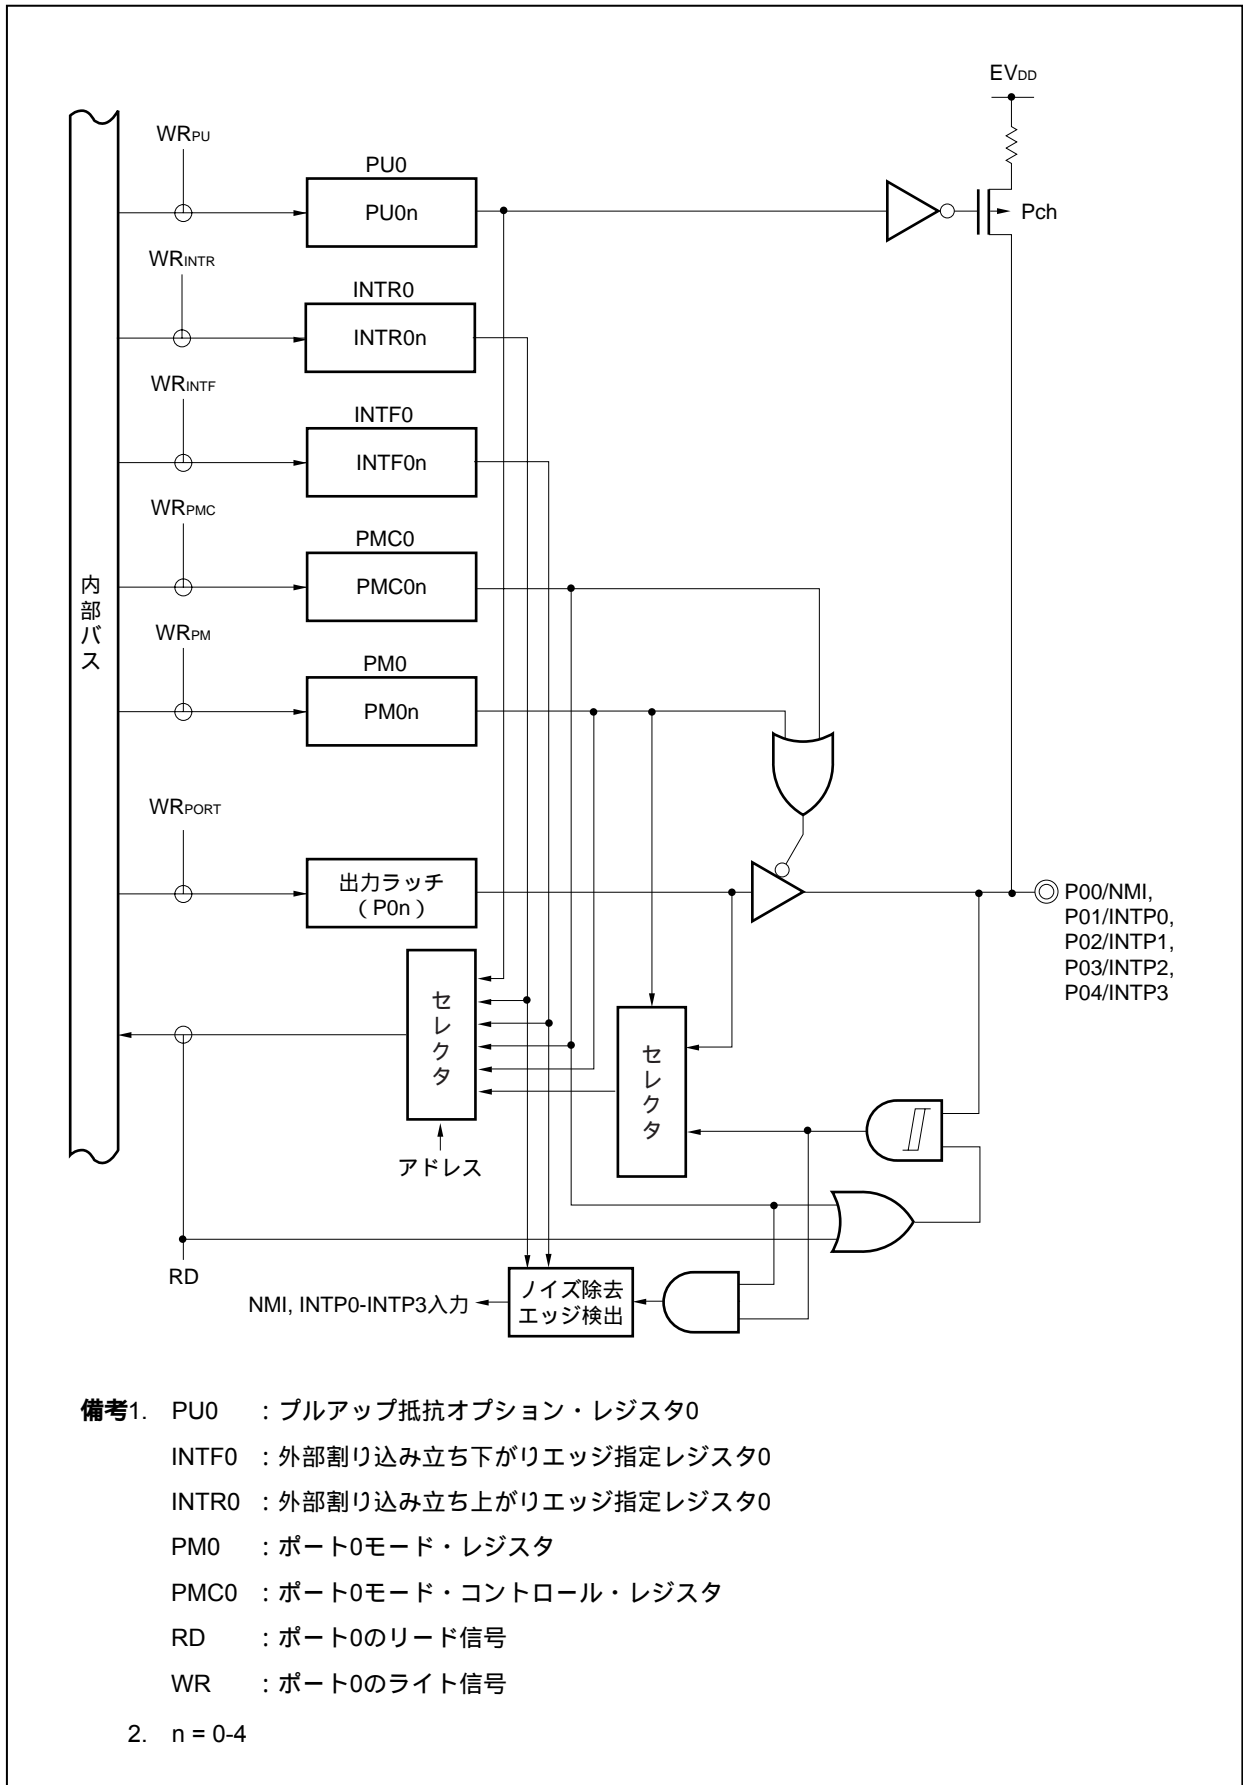 EVDD
WRPU
PU0
PU0n
Pch
WRINTR
INTR0
INTR0n
WRINTF
INTF0
INTF0n
WRPMC
PMC0
PMC0n
内部バス
WRPM
PM0
PM0n
WRPORT
出力ラッチ
（P0n）
P00/NMI,
P01/INTP0,
P02/INTP1,
P03/INTP2,
P04/INTP3
セレクタ
セレクタ
アドレス
RD
NMI, INTP0-INTP3入力
ノイズ除去
エッジ検出
備考1. PU0 ：プルアップ抵抗オプション・レジスタ0
INTF0 ：外部割り込み立ち下がりエッジ指定レジスタ0
INTR0 ：外部割り込み立ち上がりエッジ指定レジスタ0
PM0 ：ポート0モード・レジスタ
PMC0 ：ポート0モード・コントロール・レジスタ
RD ：ポート0のリード信号
WR ：ポート0のライト信号
2. n = 0-4